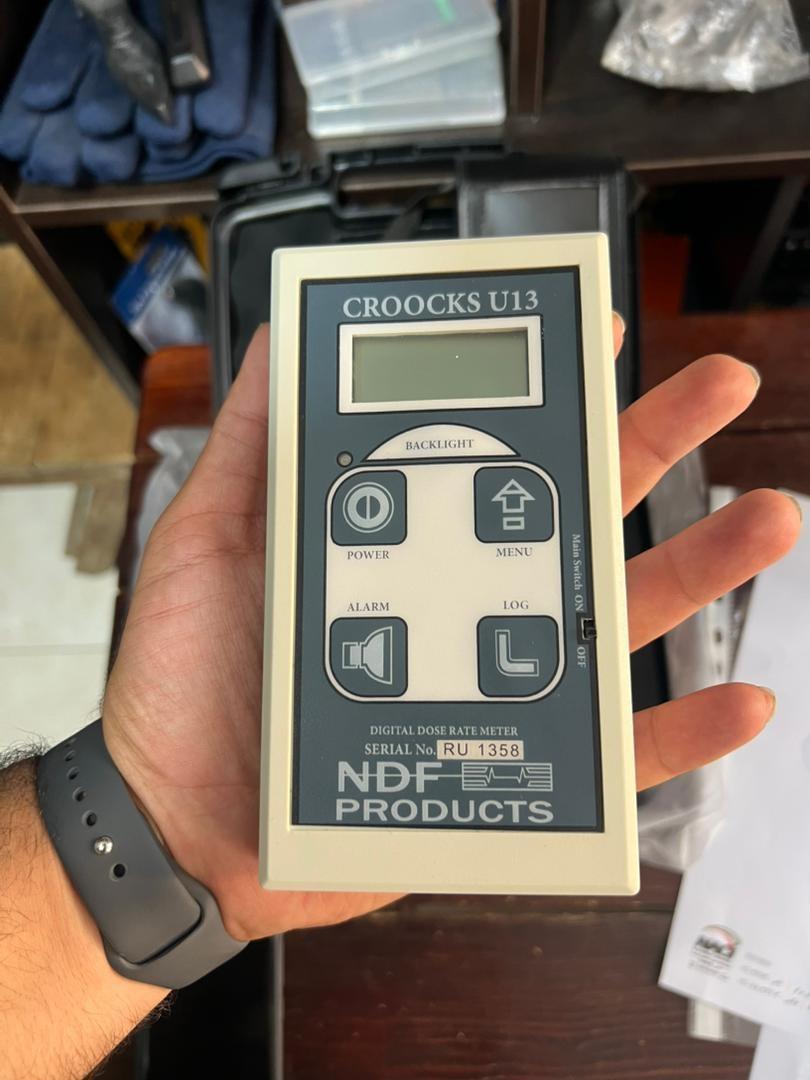 CROOCKS U13
BACKLIGHT
POWER
MENU
Main Switch ON
OFF
ALARM
LOG
DIGITAL DOSE RATE METER
SERIAL No. RU 1358
NDF
PRODUCTS